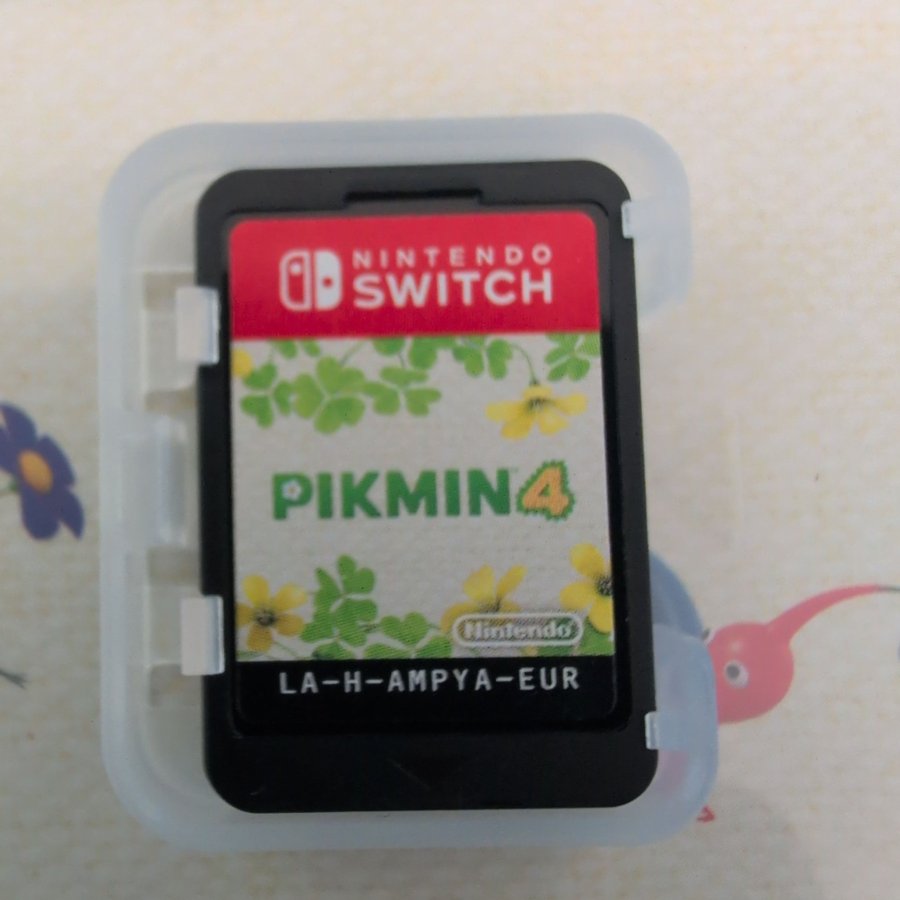 NINTENDO
SWITCH
PIKMIN 4
Nintendo
LA-H-AMPYA-EUR